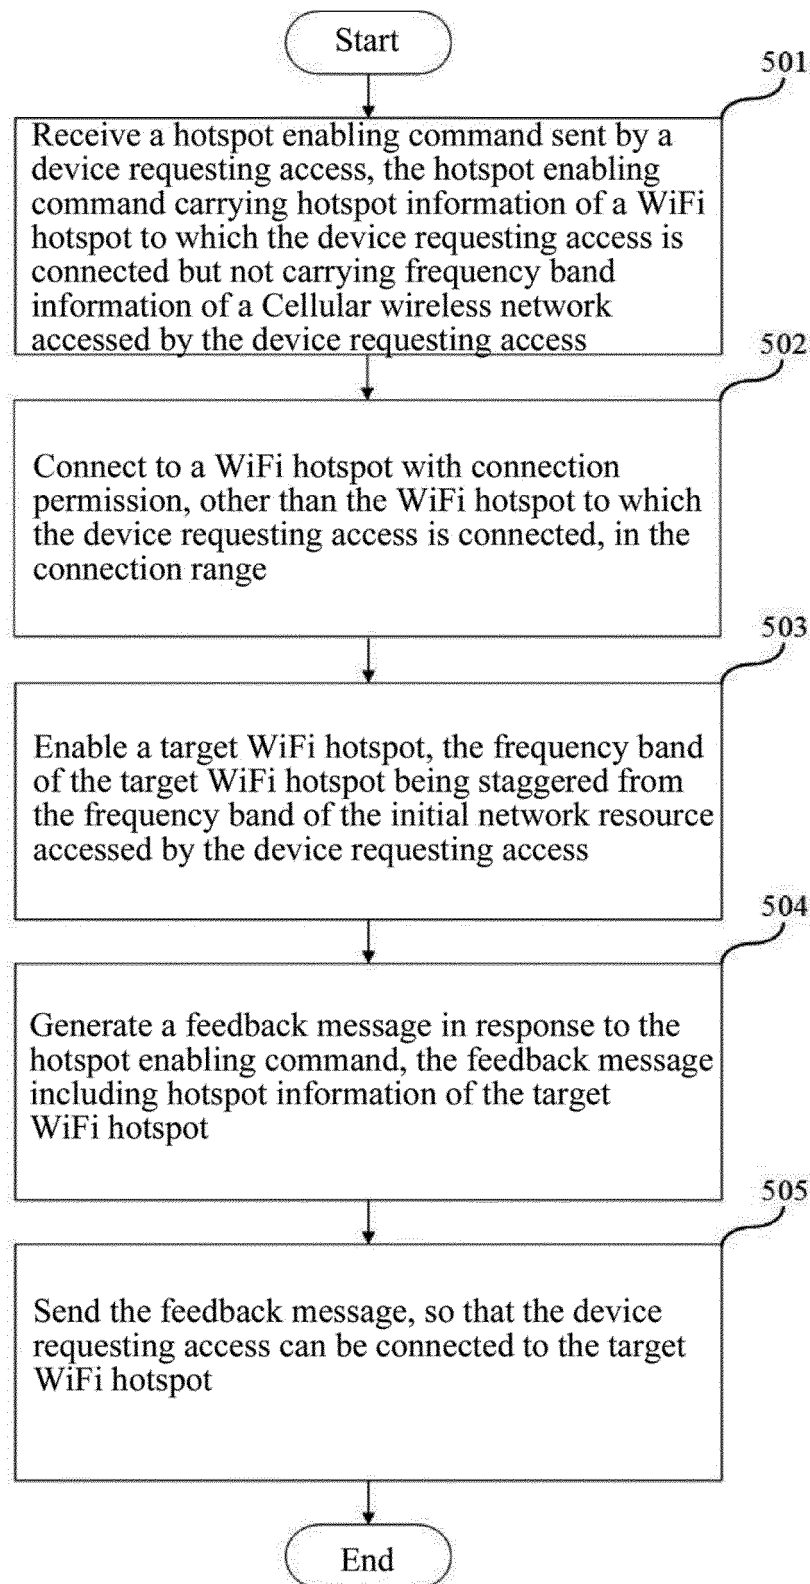 Start
501
Receive a hotspot enabling command sent by a
device requesting access, the hotspot enabling
command carrying hotspot information of a WiFi
hotspot to which the device requesting access is
connected but not carrying frequency band
information of a Cellular wireless network
accessed by the device requesting access
502
Connect to a WiFi hotspot with connection
permission, other than the WiFi hotspot to which
the device requesting access is connected, in the
connection range
503
Enable a target WiFi hotspot, the frequency band
of the target WiFi hotspot being staggered from
the frequency band of the initial network resource
accessed by the device requesting access
504
Generate a feedback message in response to the
hotspot enabling command, the feedback message
including hotspot information of the target
WiFi hotspot
505
Send the feedback message, so that the device
requesting access can be connected to the target
WiFi hotspot
End